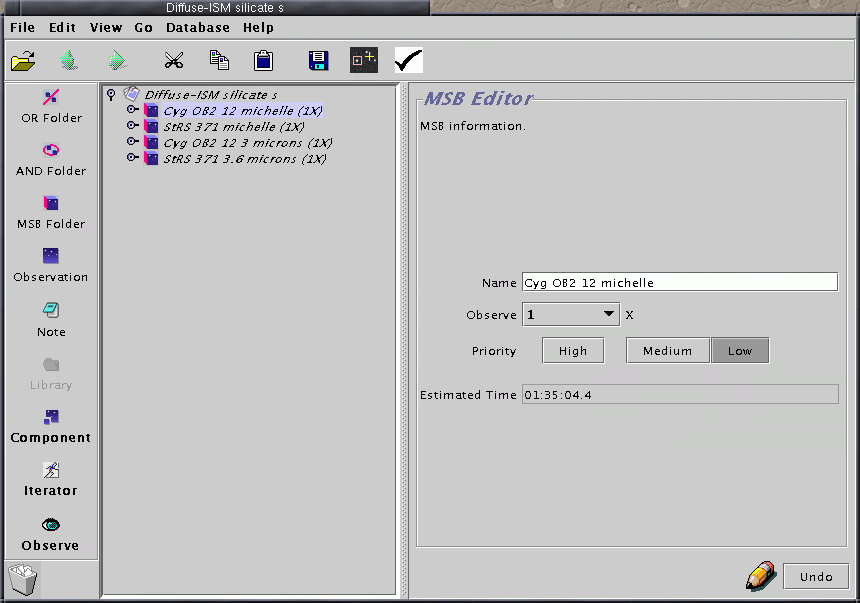 Diffuse-ISM silicate s
File Edit View Go Database Help
OR Folder
AND Folder
MSB Folder
Observation
Note
Library
Component
Iterator
Observe
Diffuse-ISM silicate s
Cyg OB2 12 michelle (1X)
StRS 371 michelle (1X)
Cyg OB2 12 3 microns (1X)
StRS 371 3.6 microns (1X)
MSB Editor
MSB information.
Name Cyg OB2 12 michelle
Observe 1 X
Priority High Medium Low
Estimated Time 01:35:04.4
Undo